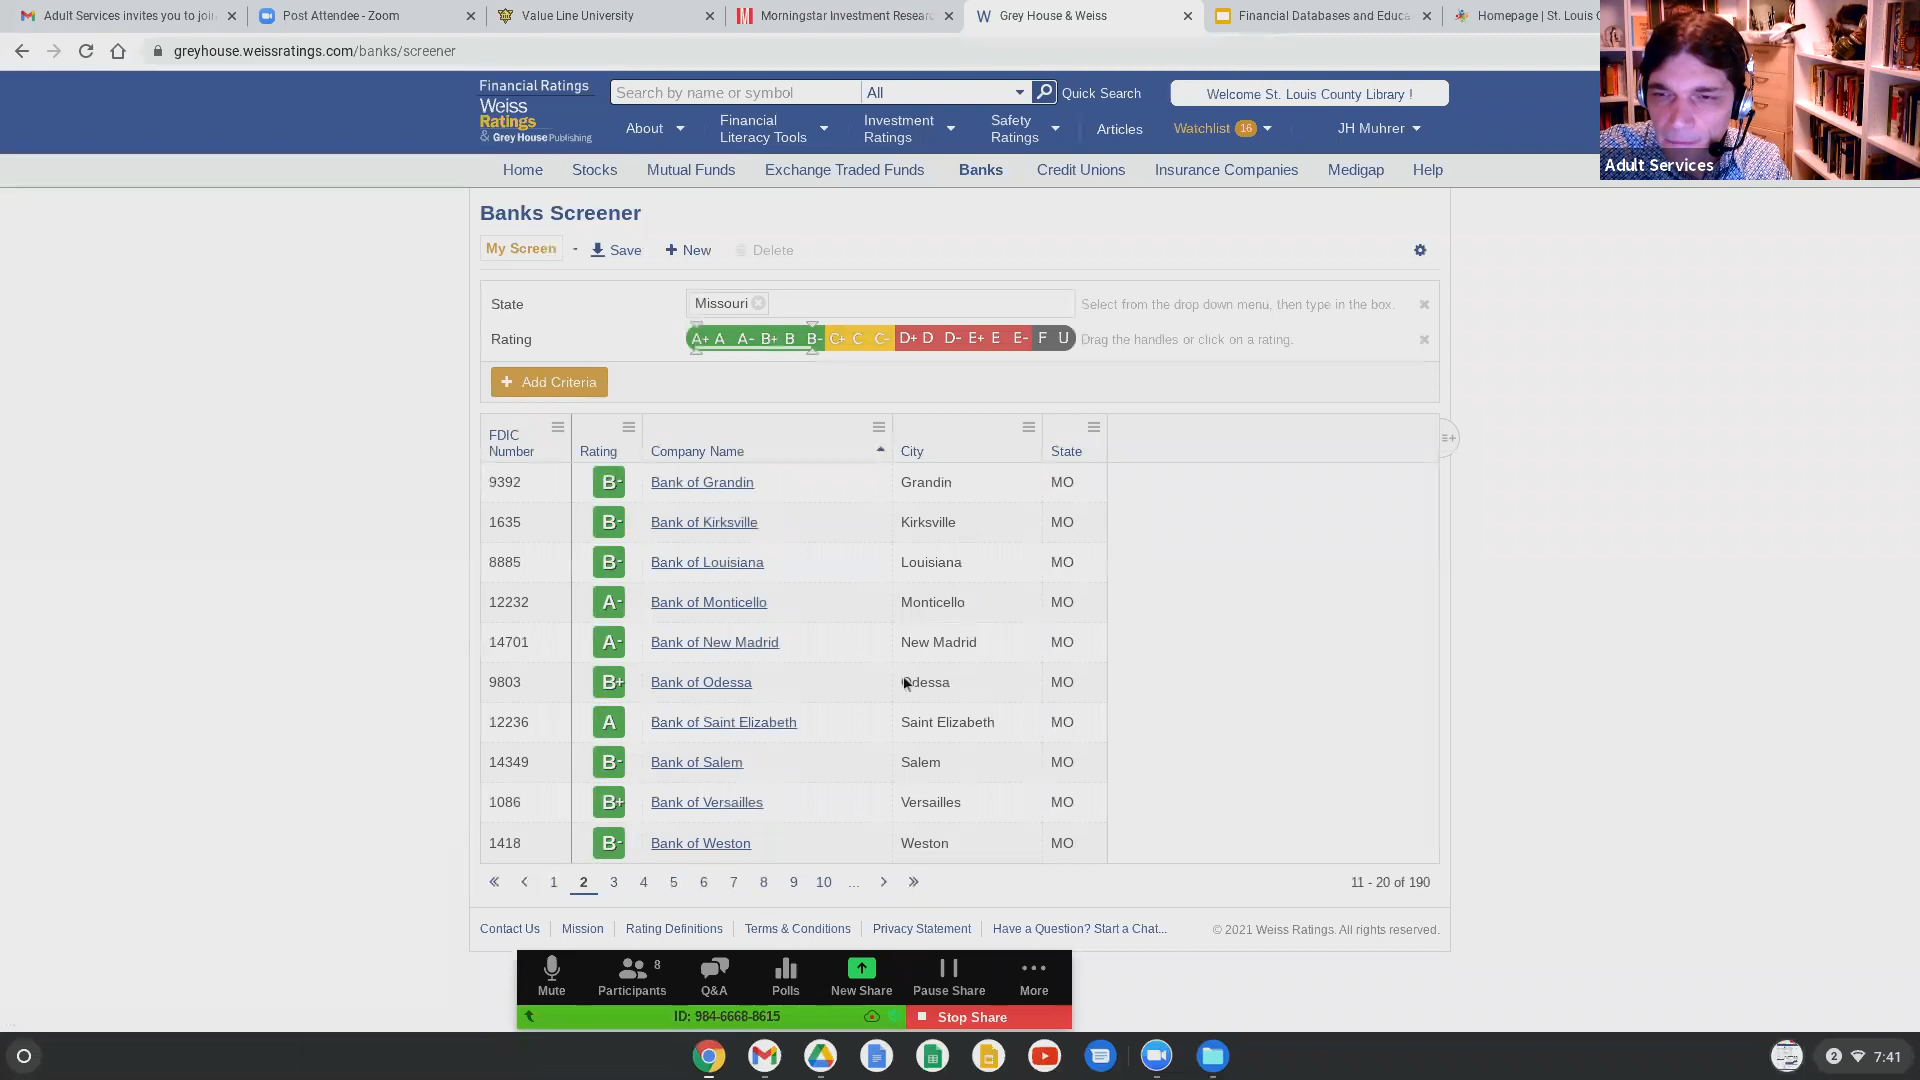 Adult Services invites you to joi
Post Attendee - Zoom
Value Line University
Morningstar Investment Resear
Grey House & Weiss
Financial Databases and Educa
Homepage | St. Louis C
greyhouse.weissratings.com/banks/screener
Financial Ratings
Weiss
Ratings
& Grey House Publishing
Search by name or symbol
All
Quick Search
Welcome St. Louis County Library !
About
Financial
Literacy Tools
Investment
Ratings
Safety
Ratings
Articles
Watchlist 16
JH Muhrer
Adult Services
Home Stocks Mutual Funds Exchange Traded Funds Banks Credit Unions Insurance Companies Medigap Help
Banks Screener
My Screen - Save + New Delete
State Missouri Select from the drop down menu, then type in the box.
Rating A+ A A- B+ B B- C+ C C- D+ D D- E+ E E- F U Drag the handles or click on a rating.
+ Add Criteria
FDIC
Number Rating Company Name City State
9392 B- Bank of Grandin Grandin MO
1635 B- Bank of Kirksville Kirksville MO
8885 B- Bank of Louisiana Louisiana MO
12232 A- Bank of Monticello Monticello MO
14701 A- Bank of New Madrid New Madrid MO
9803 B+ Bank of Odessa Odessa MO
12236 A Bank of Saint Elizabeth Saint Elizabeth MO
14349 B- Bank of Salem Salem MO
1086 B+ Bank of Versailles Versailles MO
1418 B- Bank of Weston Weston MO
1 2 3 4 5 6 7 8 9 10 ... 11 - 20 of 190
Contact Us Mission Rating Definitions Terms & Conditions Privacy Statement Have a Question? Start a Chat... © 2021 Weiss Ratings. All rights reserved.
8
Mute Participants Q&A Polls New Share Pause Share More
ID: 984-6668-8615 Stop Share
2 7:41